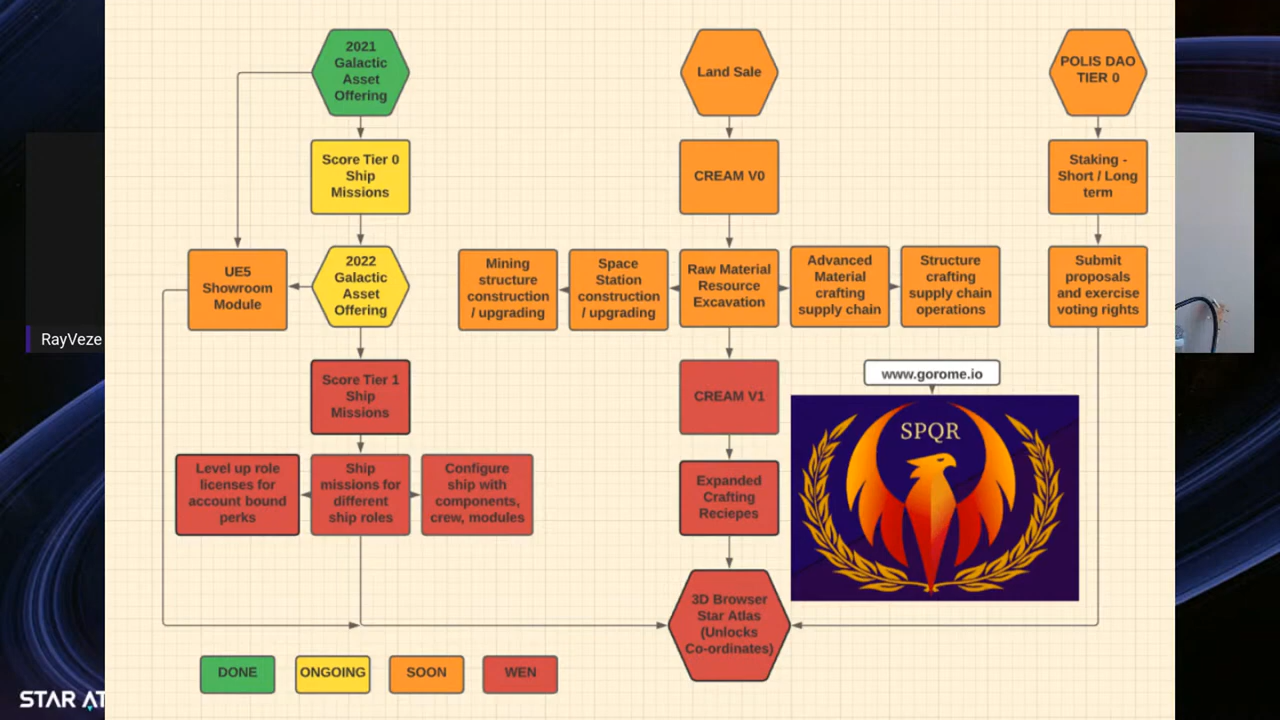 2021
Galactic
Asset
Offering
Land Sale
POLIS DAO
TIER 0
Score Tier 0
Ship
Missions
CREAM V0
Staking -
Short / Long
term
UE5
Showroom
Module
2022
Galactic
Asset
Offering
Mining
structure
construction
/ upgrading
Space
Station
construction
/ upgrading
Raw Material
Resource
Excavation
Advanced
Material
crafting
supply chain
Structure
crafting
supply chain
operations
Submit
proposals
and exercise
voting rights
RayVeze
Score Tier 1
Ship
Missions
CREAM V1
www.gorome.io
SPQR
Level up role
licenses for
account bound
perks
Ship
missions for
different
ship roles
Configure
ship with
components,
crew, modules
Expanded
Crafting
Reciepes
3D Browser
Star Atlas
(Unlocks
Co-ordinates)
DONE
ONGOING
SOON
WEN
STAR AT